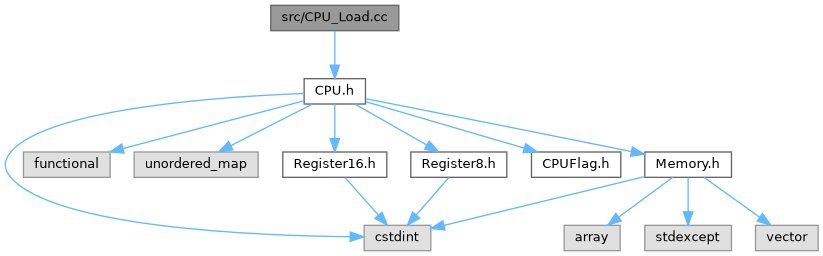 src/CPU_Load.cc
CPU.h
functional
unordered_map
Register16.h
Register8.h
CPUFlag.h
Memory.h
cstdint
array
stdexcept
vector